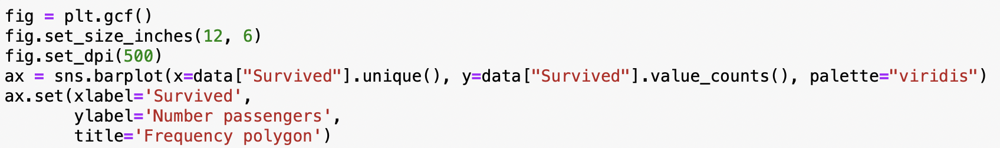 fig = plt.gcf()
fig.set_size_inches(12, 6)
fig.set_dpi(500)
ax = sns.barplot(x=data["Survived"].unique(), y=data["Survived"].value_counts(), palette="viridis")
ax.set(xlabel='Survived',
       ylabel='Number passengers',
       title='Frequency polygon')